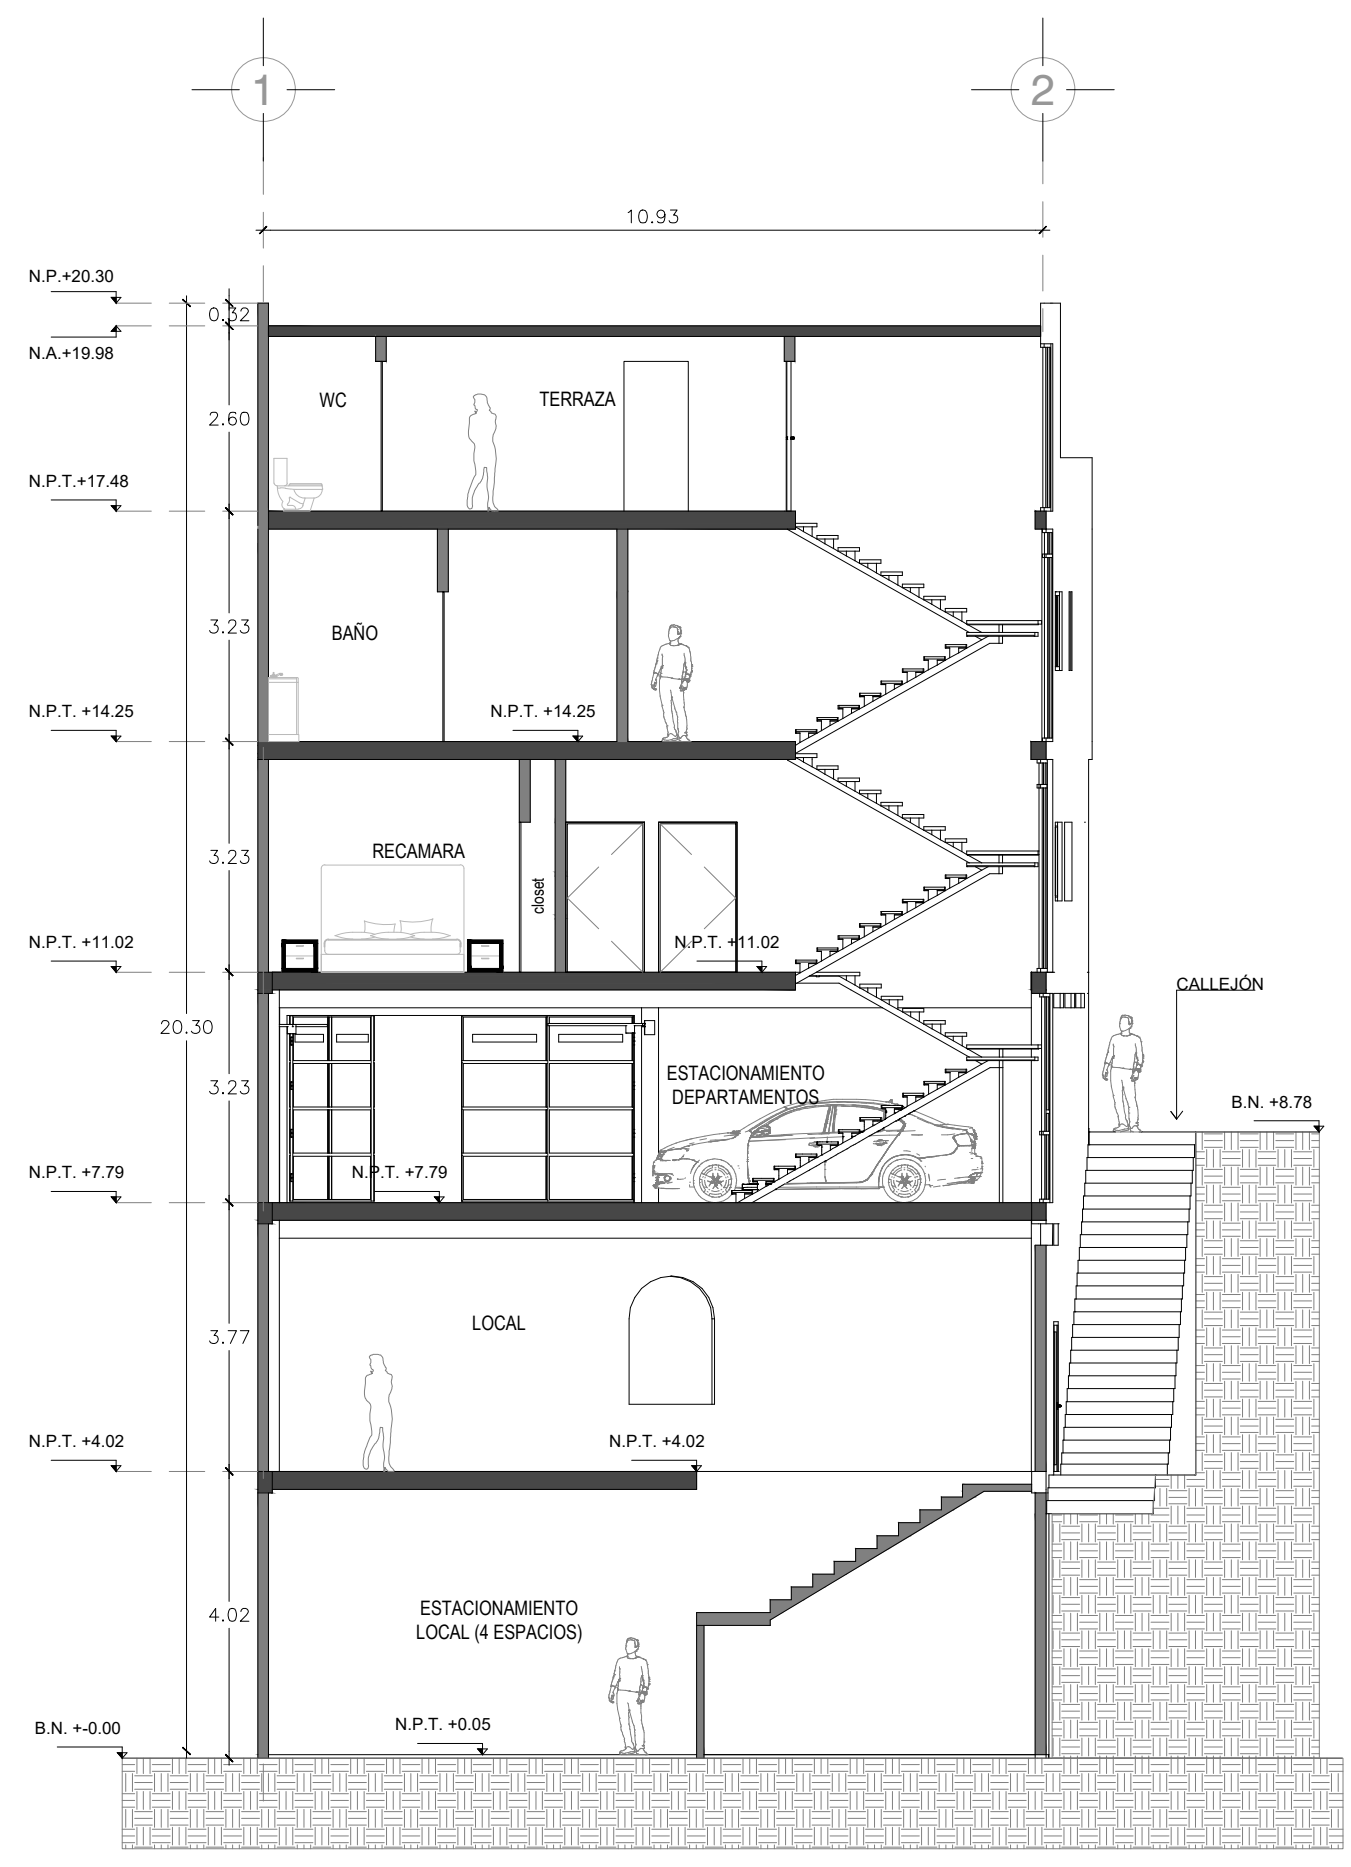 1
2
10.93
N.P.+20.30
0.32
N.A.+19.98
WC
TERRAZA
2.60
N.P.T.+17.48
BAÑO
3.23
N.P.T. +14.25
N.P.T. +14.25
RECAMARA
3.23
closet
N.P.T. +11.02
N.P.T. +11.02
CALLEJÓN
20.30
ESTACIONAMIENTO
DEPARTAMENTOS
3.23
B.N. +8.78
N.P.T. +7.79
N.P.T. +7.79
LOCAL
3.77
N.P.T. +4.02
N.P.T. +4.02
ESTACIONAMIENTO
LOCAL (4 ESPACIOS)
4.02
B.N. +-0.00
N.P.T. +0.05